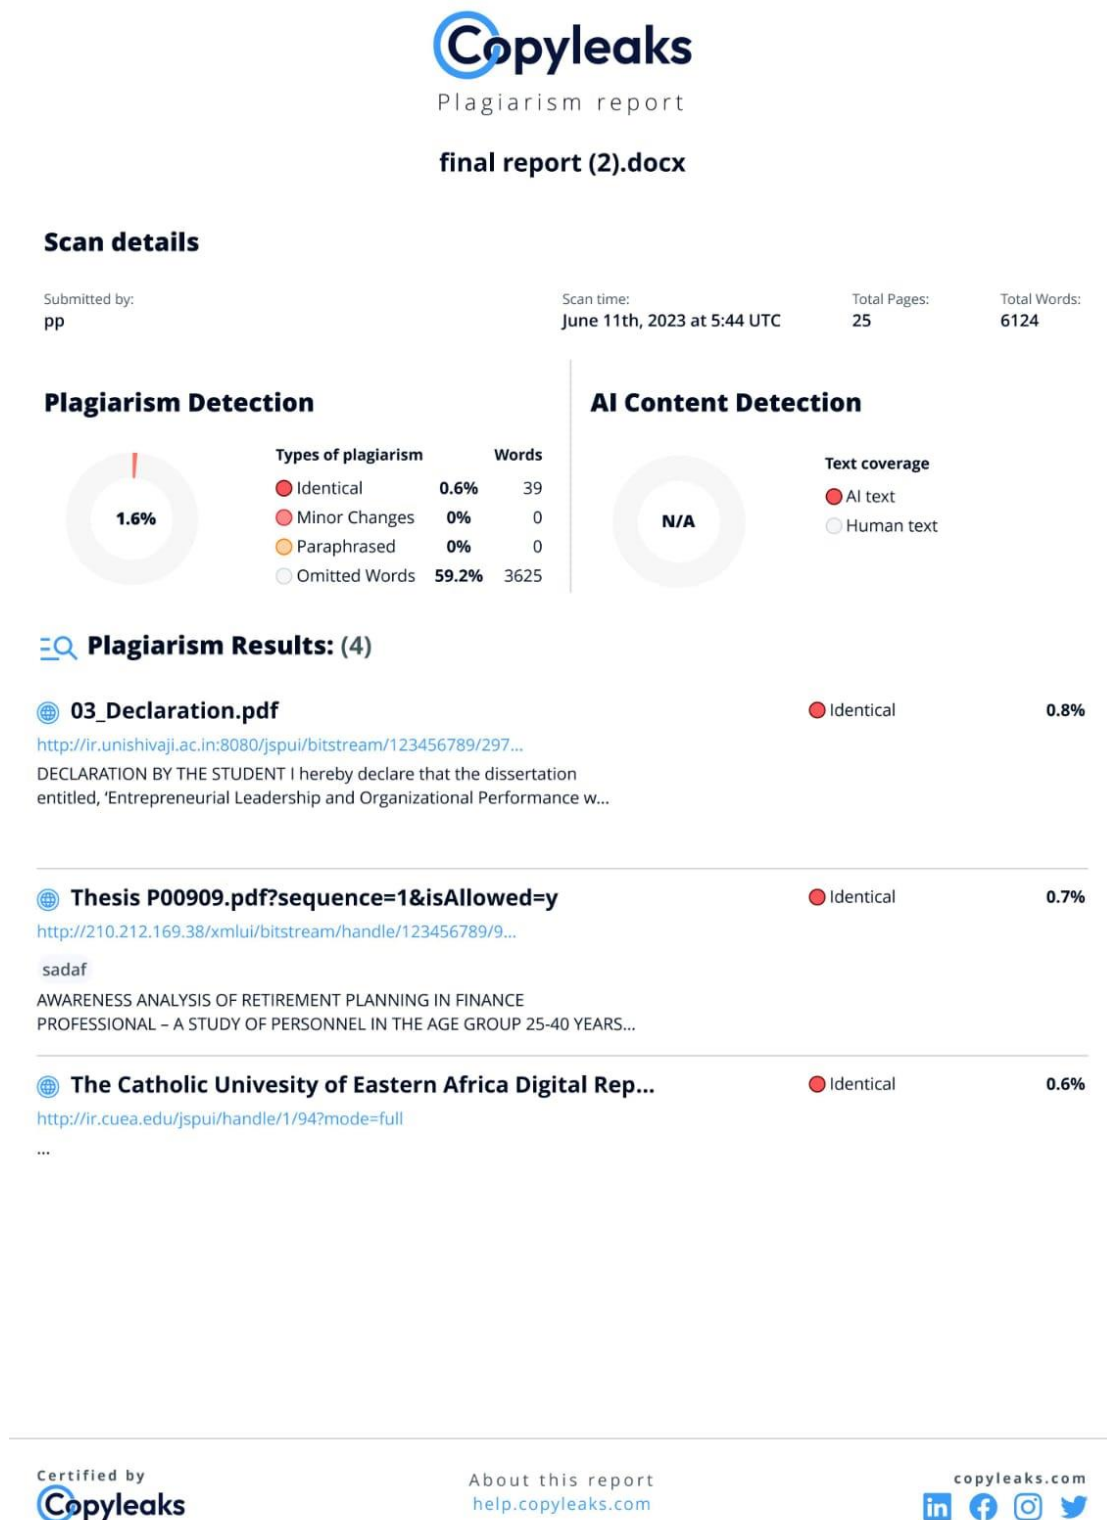 Copyleaks
Plagiarism report
final report (2).docx
Scan details
Submitted by:
pp
Scan time:
June 11th, 2023 at 5:44 UTC
Total Pages:
25
Total Words:
6124
Plagiarism Detection
1.6%
Types of plagiarism Words
Identical 0.6% 39
Minor Changes 0% 0
Paraphrased 0% 0
Omitted Words 59.2% 3625
AI Content Detection
N/A
Text coverage
AI text
Human text
Plagiarism Results: (4)
03_Declaration.pdf Identical 0.8%
http://ir.unishivaji.ac.in:8080/jspui/bitstream/123456789/297...
DECLARATION BY THE STUDENT I hereby declare that the dissertation
entitled, ‘Entrepreneurial Leadership and Organizational Performance w...
Thesis P00909.pdf?sequence=1&isAllowed=y Identical 0.7%
http://210.212.169.38/xmlui/bitstream/handle/123456789/9...
sadaf
AWARENESS ANALYSIS OF RETIREMENT PLANNING IN FINANCE
PROFESSIONAL – A STUDY OF PERSONNEL IN THE AGE GROUP 25-40 YEARS...
The Catholic Univesity of Eastern Africa Digital Rep... Identical 0.6%
http://ir.cuea.edu/jspui/handle/1/94?mode=full
...
Certified by
Copyleaks
About this report
help.copyleaks.com
copyleaks.com